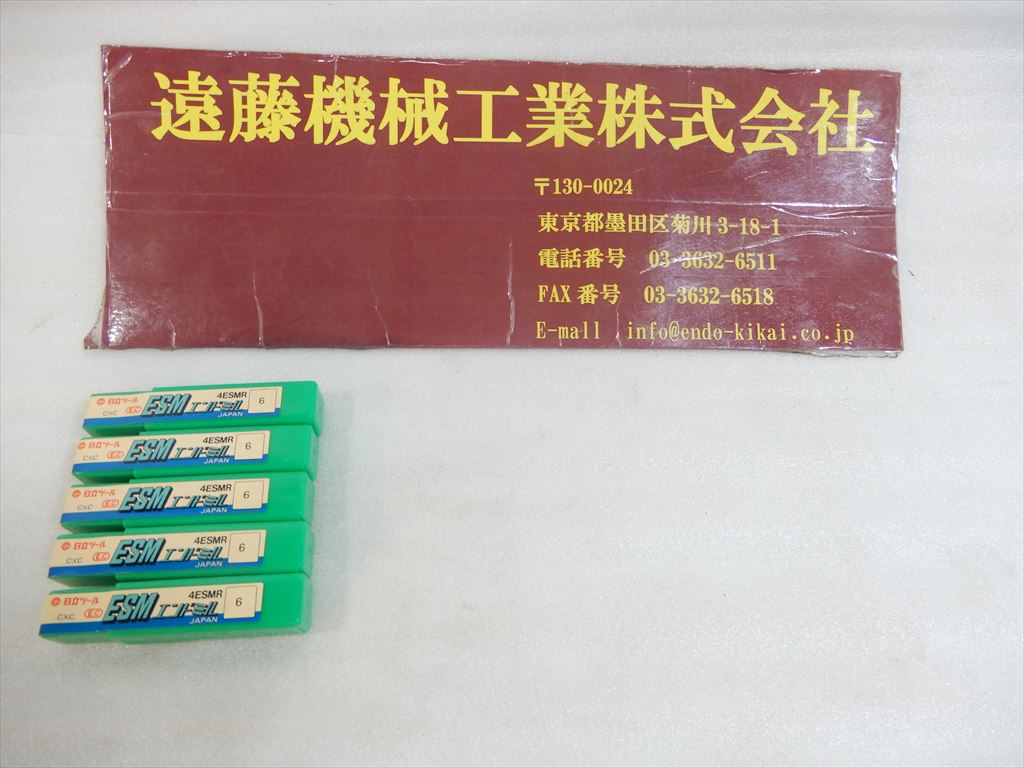 遠藤機械工業株式会社
〒130-0024
東京都墨田区菊川 3-18-1
電話番号 03-3632-6511
FAX 番号 03-3632-6518
E-mall info@endo-kikai.co.jp
日立ツール ESM エンドミル 4ESMR 6
CXC E.C JAPAN
日立ツール ESM エンドミル 4ESMR 6
CXC E.C JAPAN
日立ツール ESM エンドミル 4ESMR 6
CXC E.C JAPAN
日立ツール ESM エンドミル 4ESMR 6
CXC E.C JAPAN
日立ツール ESM エンドミル 4ESMR 6
CXC E.C JAPAN